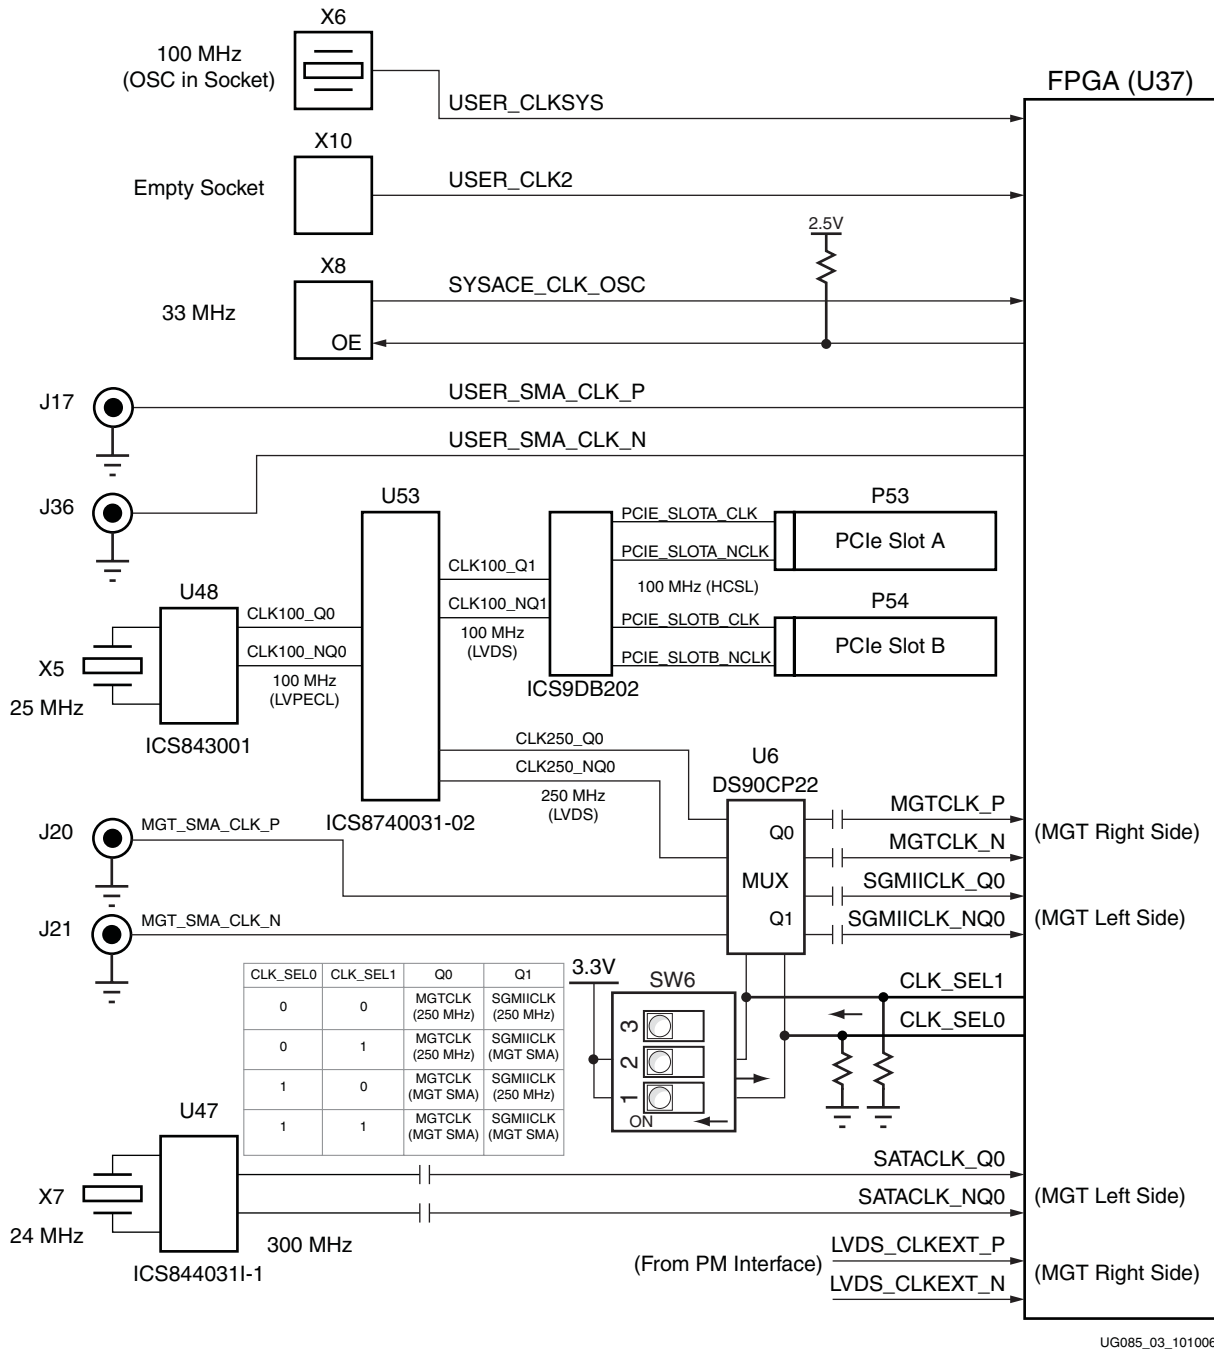 X6
100 MHz
(OSC in Socket)
FPGA (U37)
USER_CLKSYS
X10
Empty Socket
USER_CLK2
2.5V
X8
SYSACE_CLK_OSC
33 MHz
OE
J17
USER_SMA_CLK_P
USER_SMA_CLK_N
J36
U53
P53
PCIE_SLOTA_CLK
PCIe Slot A
PCIE_SLOTA_NCLK
CLK100_Q1
100 MHz (HCSL)
U48
CLK100_NQ1
P54
CLK100_Q0
PCIE_SLOTB_CLK
100 MHz
(LVDS)
PCIe Slot B
CLK100_NQ0
PCIE_SLOTB_NCLK
X5
100 MHz
(LVPECL)
25 MHz
ICS9DB202
ICS843001
CLK250_Q0
U6
CLK250_NQ0
DS90CP22
250 MHz
(LVDS)
MGTCLK_P
J20
MGT_SMA_CLK_P
ICS8740031-02
Q0
(MGT Right Side)
MGTCLK_N
MUX
SGMIICLK_Q0
J21
MGT_SMA_CLK_N
Q1
SGMIICLK_NQ0
(MGT Left Side)
CLK_SEL0 CLK_SEL1 Q0 Q1
0 0 MGTCLK (250 MHz) SGMIICLK (250 MHz)
0 1 MGTCLK (250 MHz) SGMIICLK (MGT SMA)
1 0 MGTCLK (MGT SMA) SGMIICLK (250 MHz)
1 1 MGTCLK (MGT SMA) SGMIICLK (MGT SMA)
3.3V
SW6
CLK_SEL1
CLK_SEL0
3
2
1
ON
U47
SATACLK_Q0
X7
SATACLK_NQ0
(MGT Left Side)
24 MHz
300 MHz
ICS844031I-1
(From PM Interface)
LVDS_CLKEXT_P
(MGT Right Side)
LVDS_CLKEXT_N
UG085_03_101006